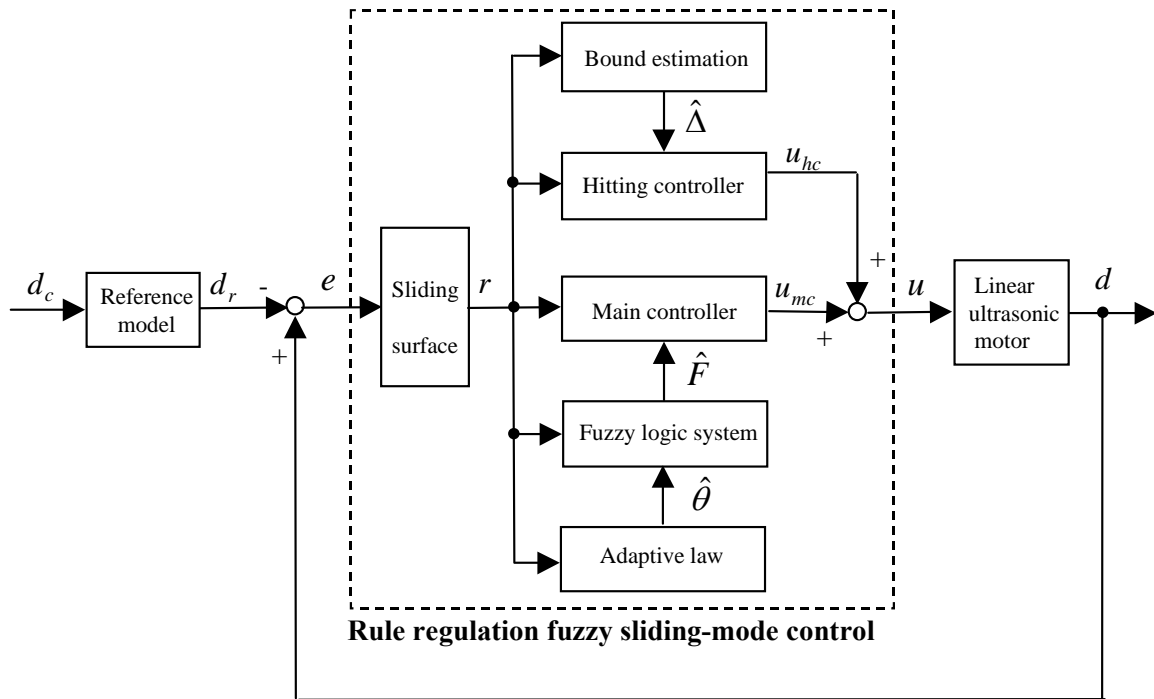 Bound estimation
Δ̂
u_hc
Hitting controller
d_c
Reference
model
d_r
-
+
e
Sliding
surface
r
Main controller
u_mc
+
+
u
Linear
ultrasonic
motor
d
F̂
Fuzzy logic system
θ̂
Adaptive law
Rule regulation fuzzy sliding-mode control